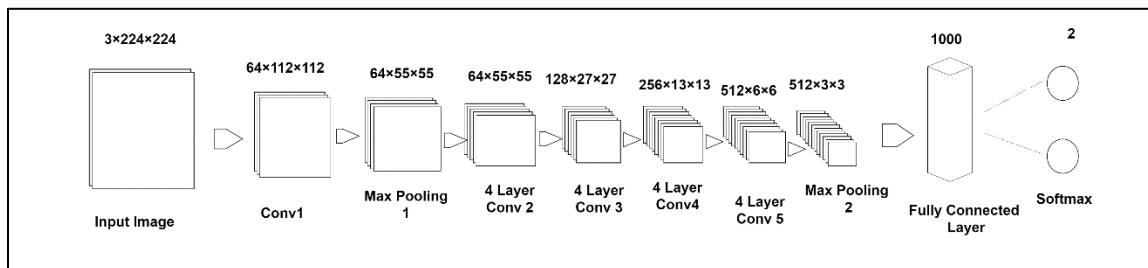 3×224×224
64×112×112
64×55×55
64×55×55
128×27×27
256×13×13
512×6×6
512×3×3
1000
2
Input Image
Conv1
Max Pooling
1
4 Layer
Conv 2
4 Layer
Conv 3
4 Layer
Conv4
4 Layer
Conv 5
Max Pooling
2
Fully Connected
Layer
Softmax